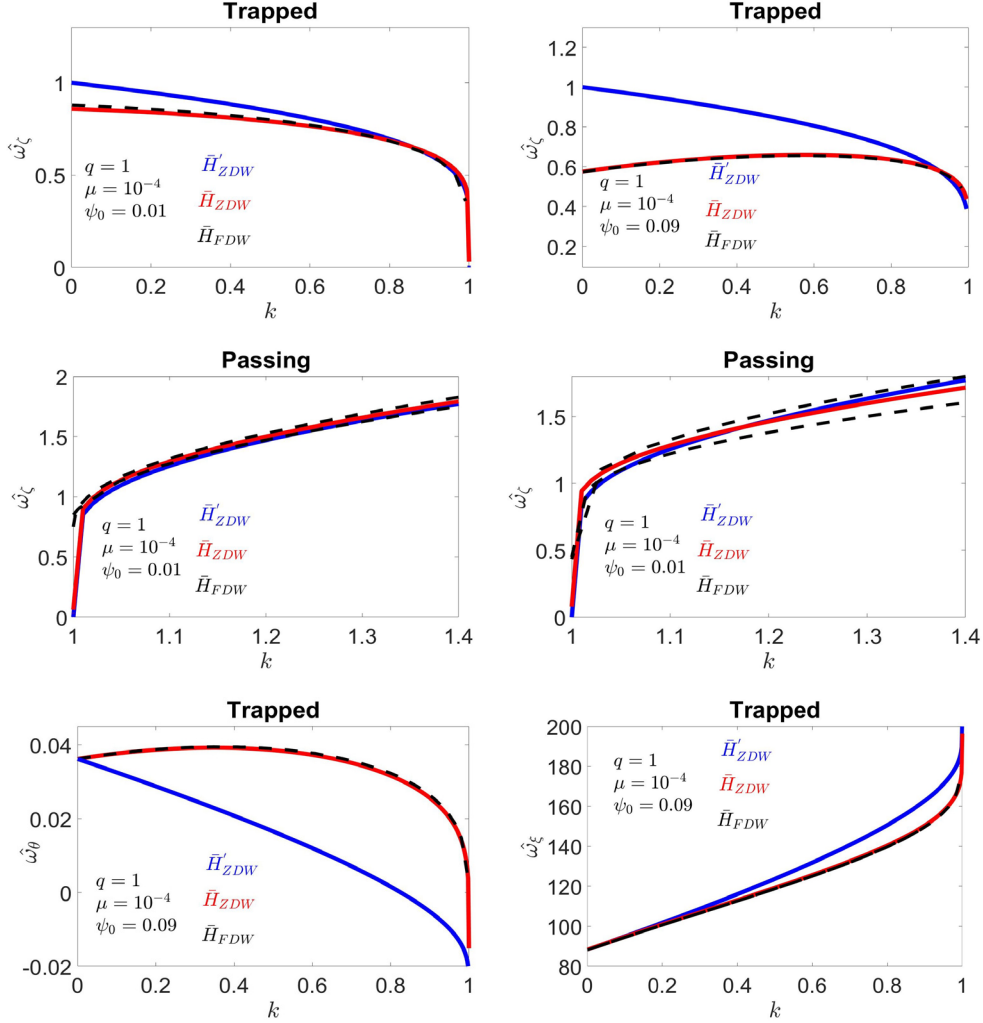 Trapped
1
0.5
0
0 0.2 0.4 0.6 0.8 1
k
ω̂ζ
q = 1
μ = 10⁻⁴
ψ₀ = 0.01
H̄′ZDW
H̄ZDW
H̄FDW
Trapped
1.2
1
0.8
0.6
0.4
0.2
0 0.2 0.4 0.6 0.8 1
k
ω̂ζ
q = 1
μ = 10⁻⁴
ψ₀ = 0.09
H̄′ZDW
H̄ZDW
H̄FDW
Passing
2
1.5
1
0.5
0
1 1.1 1.2 1.3 1.4
k
ω̂ζ
q = 1
μ = 10⁻⁴
ψ₀ = 0.01
H̄′ZDW
H̄ZDW
H̄FDW
Passing
1.5
1
0.5
0
1 1.1 1.2 1.3 1.4
k
ω̂ζ
q = 1
μ = 10⁻⁴
ψ₀ = 0.01
H̄′ZDW
H̄ZDW
H̄FDW
Trapped
0.04
0.02
0
-0.02
0 0.2 0.4 0.6 0.8 1
k
ω̂θ
q = 1
μ = 10⁻⁴
ψ₀ = 0.09
H̄′ZDW
H̄ZDW
H̄FDW
Trapped
200
180
160
140
120
100
80
0 0.2 0.4 0.6 0.8 1
k
ω̂ξ
q = 1
μ = 10⁻⁴
ψ₀ = 0.09
H̄′ZDW
H̄ZDW
H̄FDW